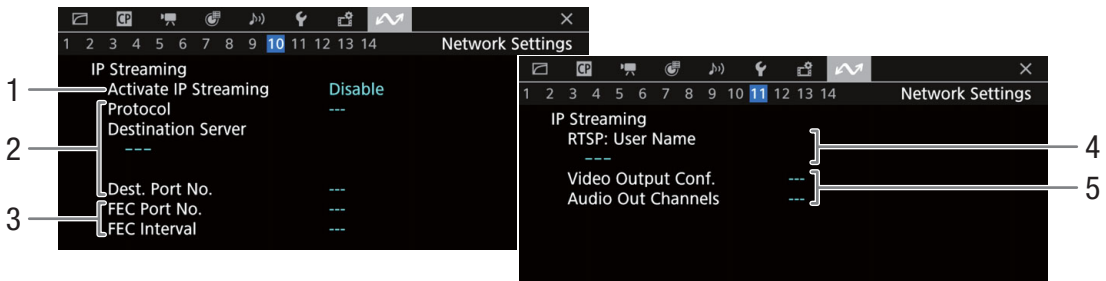 CP
×
1 2 3 4 5 6 7 8 9 10 11 12 13 14 Network Settings
IP Streaming
1
Activate IP Streaming Disable
2
Protocol ---
Destination Server
---
Dest. Port No. ---
3
FEC Port No. ---
FEC Interval ---
CP
×
1 2 3 4 5 6 7 8 9 10 11 12 13 14 Network Settings
IP Streaming
RTSP: User Name
---
4
Video Output Conf. ---
Audio Out Channels ---
5